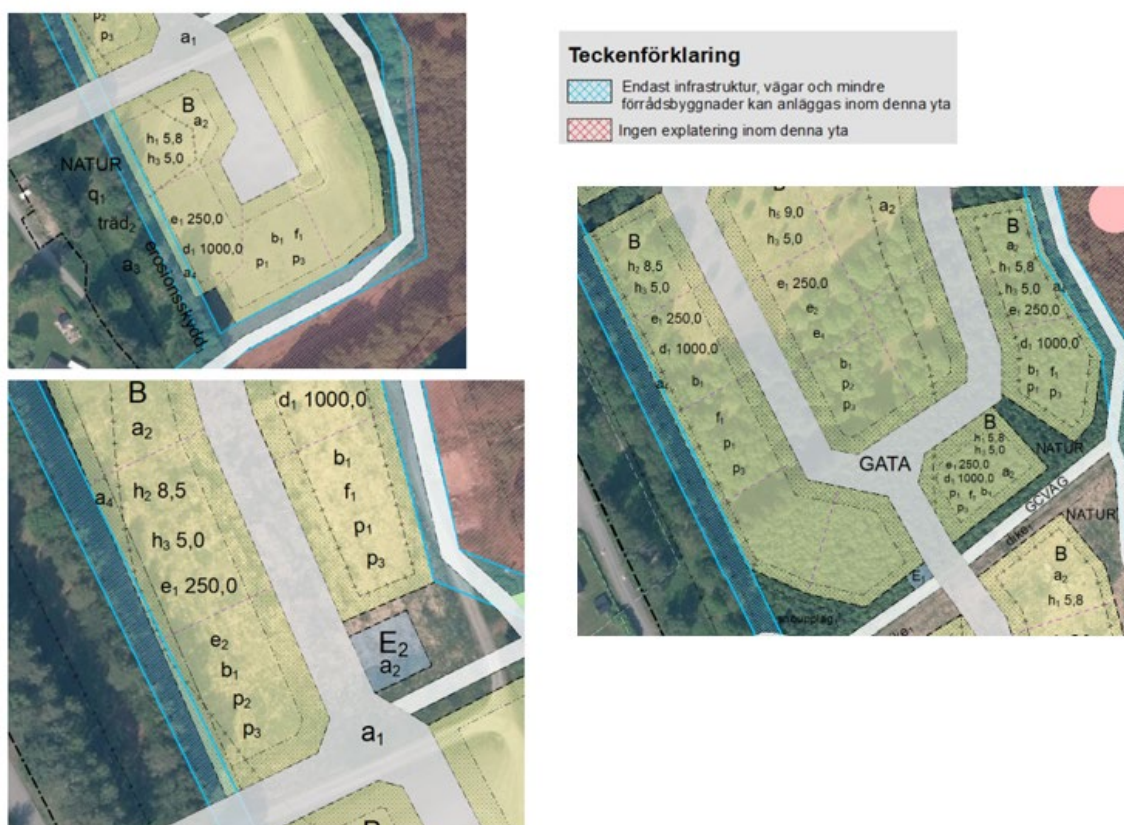 p₂
p₃
a₁
B
a₂
h₁ 5,8
h₃ 5,0
NATUR
q₁
träd₂
a₃
erosionsskydd₁
e₁ 250,0
d₁ 1000,0
a₄
b₁ f₁
p₁ p₃
Teckenförklaring
Endast infrastruktur, vägar och mindre
förrådsbyggnader kan anläggas inom denna yta
Ingen explatering inom denna yta
B
a₂
a₄
h₂ 8,5
h₃ 5,0
e₁ 250,0
e₂
b₁
p₂
p₃
d₁ 1000,0
b₁
f₁
p₁
p₃
E₂
a₂
a₁
B
B
h₂ 8,5
h₃ 5,0
e₁ 250,0
d₁ 1000,0
a₄ b₁
f₁
p₁
p₃
B
h₅ 9,0
h₃ 5,0
a₂
e₁ 250,0
e₂
e₄
b₁
p₂
p₃
B
a₂
h₁ 5,8
h₃ 5,0
a₄
e₁ 250,0
d₁ 1000,0
b₁ f₁
p₁ p₃
GATA
B
h₁ 5,8
h₃ 5,0
e₁ 250,0
d₁ 1000,0
a₂
p₁ f₁ b₁
p₃
NATUR
GCVÄG
dike₁
NATUR
E₁
B
a₂
h₁ 5,8